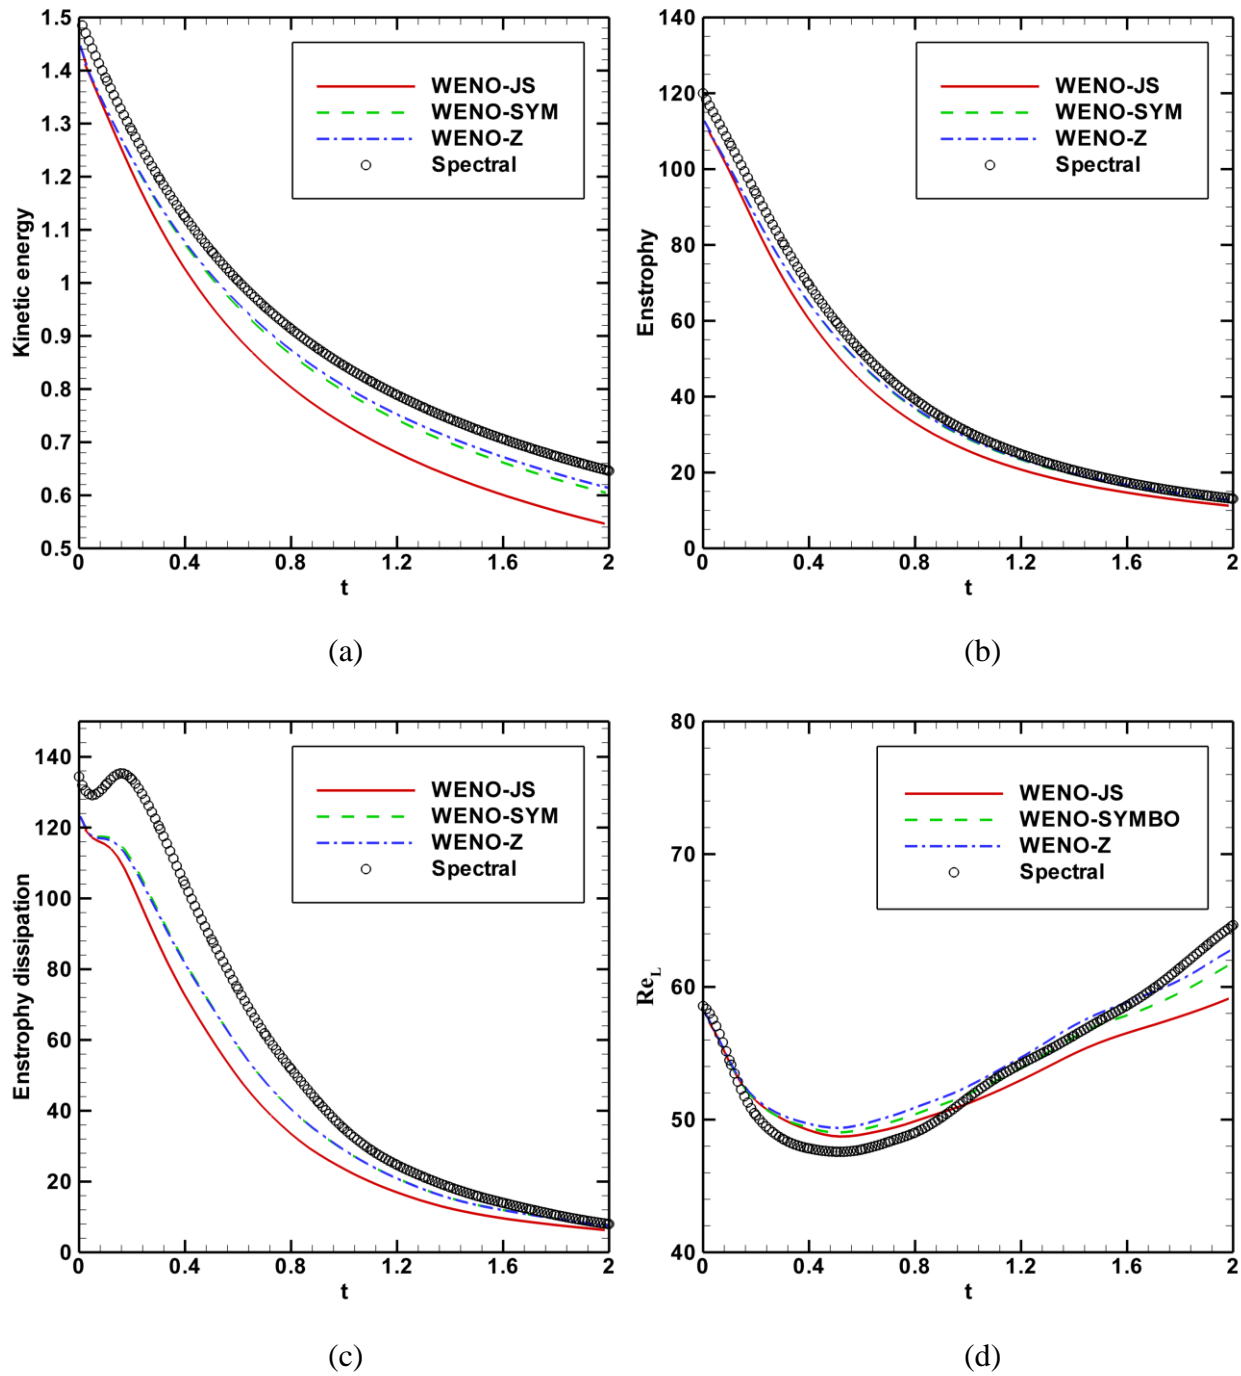 1.5
1.4
1.3
1.2
1.1
1
0.9
0.8
0.7
0.6
0.5
Kinetic energy
WENO-JS
WENO-SYM
WENO-Z
Spectral
0 0.4 0.8 1.2 1.6 2
t
(a)
140
120
100
80
60
40
20
0
Enstrophy
WENO-JS
WENO-SYM
WENO-Z
Spectral
0 0.4 0.8 1.2 1.6 2
t
(b)
140
120
100
80
60
40
20
0
Enstrophy dissipation
WENO-JS
WENO-SYM
WENO-Z
Spectral
0 0.4 0.8 1.2 1.6 2
t
(c)
80
70
60
50
40
Re_L
WENO-JS
WENO-SYMBO
WENO-Z
Spectral
0 0.4 0.8 1.2 1.6 2
t
(d)